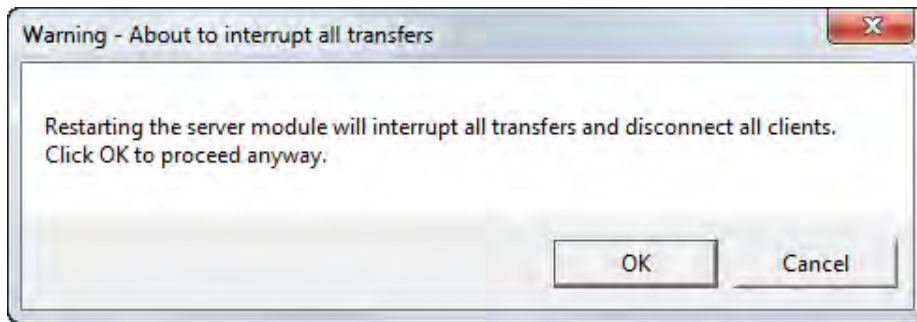 Warning - About to interrupt all transfers
Restarting the server module will interrupt all transfers and disconnect all clients.
Click OK to proceed anyway.
OK
Cancel